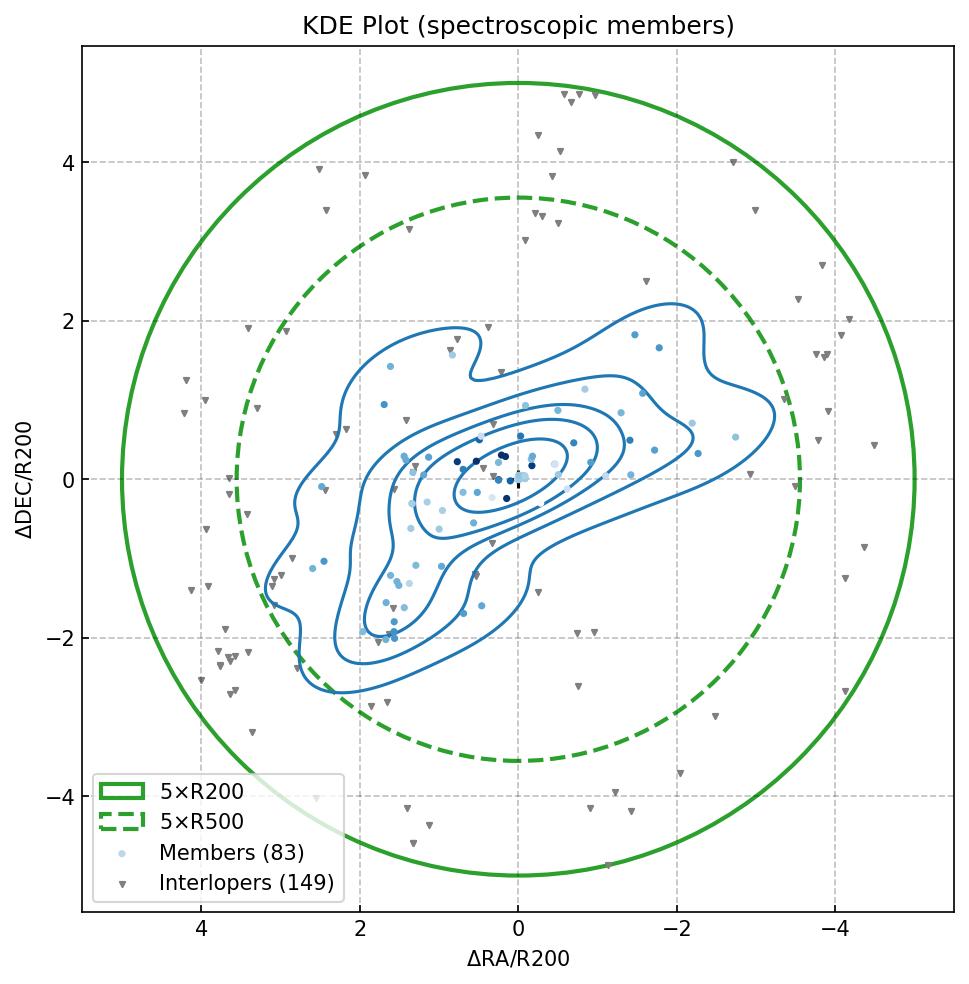 KDE Plot (spectroscopic members)
4
2
0
−2
−4
ΔDEC/R200
5×R200
5×R500
Members (83)
Interlopers (149)
4 2 0 −2 −4
ΔRA/R200